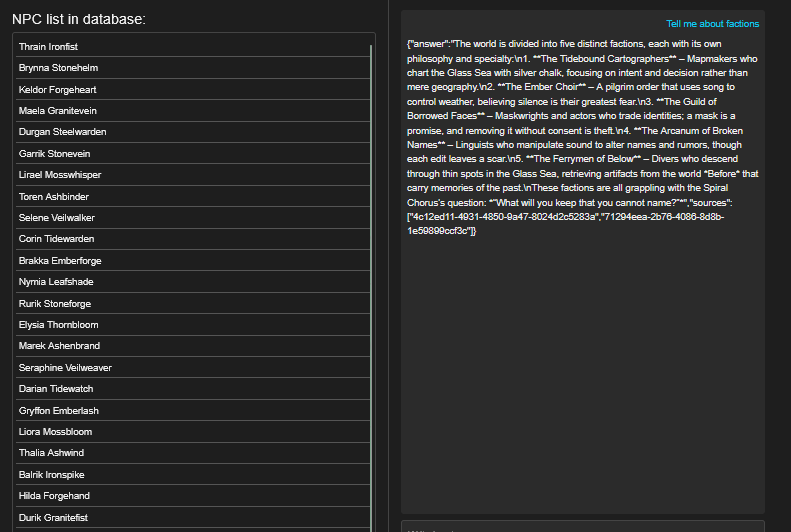 NPC list in database:
Thrain Ironfist
Brynna Stonehelm
Keldor Forgeheart
Maela Granitevein
Durgan Steelwarden
Garrik Stonevein
Lirael Mosswhisper
Toren Ashbinder
Selene Veilwalker
Corin Tidewarden
Brakka Emberforge
Nymia Leafshade
Rurik Stoneforge
Elysia Thornbloom
Marek Ashenbrand
Seraphine Veilweaver
Darian Tidewatch
Gryffon Emberlash
Liora Mossbloom
Thalia Ashwind
Balrik Ironspike
Hilda Forgehand
Durik Granitefist
Tell me about factions
{"answer":"The world is divided into five distinct factions, each with its own
philosophy and specialty:\n1. **The Tidebound Cartographers** – Mapmakers who
chart the Glass Sea with silver chalk, focusing on intent and decision rather than
mere geography.\n2. **The Ember Choir** – A pilgrim order that uses song to
control weather, believing silence is their greatest fear.\n3. **The Guild of
Borrowed Faces** – Maskwrights and actors who trade identities; a mask is a
promise, and removing it without consent is theft.\n4. **The Arcanum of Broken
Names** – Linguists who manipulate sound to alter names and rumors, though
each edit leaves a scar.\n5. **The Ferrymen of Below** – Divers who descend
through thin spots in the Glass Sea, retrieving artifacts from the world *Before* that
carry memories of the past.\nThese factions are all grappling with the Spiral
Chorus's question: *"What will you keep that you cannot name?"*","sources":
["4c12ed11-4931-4850-9a47-8024d2c5283a","71294eea-2b76-4086-8d8b-
1e59899ccf3c"]}